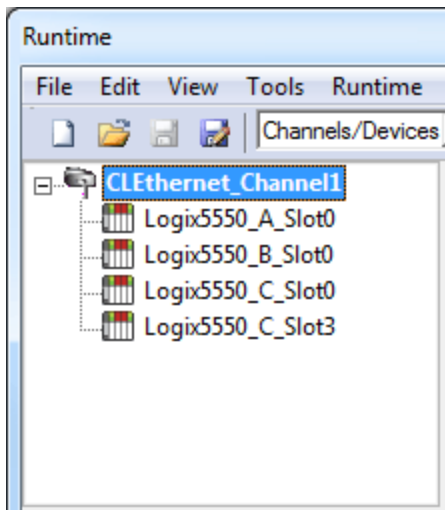 Runtime
File Edit View Tools Runtime
Channels/Devices
CLEthernet_Channel1
Logix5550_A_Slot0
Logix5550_B_Slot0
Logix5550_C_Slot0
Logix5550_C_Slot3